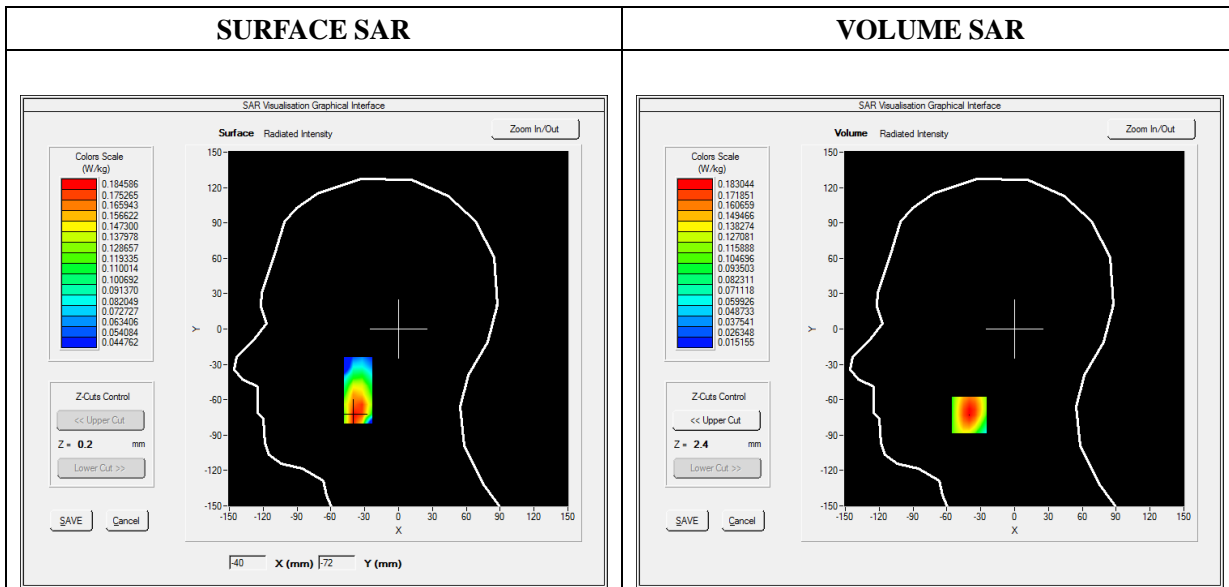 SURFACE SAR
VOLUME SAR
SAR Visualisation Graphical Interface
Surface Radiated Intensity
Zoom In/Out
Colors Scale
(W/kg)
0.184586
0.175265
0.165943
0.156622
0.147300
0.137978
0.128657
0.119335
0.110014
0.100692
0.091370
0.082049
0.072727
0.063406
0.054084
0.044762
Z-Cuts Control
<< Upper Cut
Z = 0.2 mm
Lower Cut >>
SAVE Cancel
150
120
90
60
30
0
-30
-60
-90
-120
-150
Y
-150 -120 -90 -60 -30 0 30 60 90 120 150
X
-40 X (mm) -72 Y (mm)
SAR Visualisation Graphical Interface
Volume Radiated Intensity
Zoom In/Out
Colors Scale
(W/kg)
0.183044
0.171851
0.160659
0.149466
0.138274
0.127081
0.115888
0.104696
0.093503
0.082311
0.071118
0.059926
0.048733
0.037541
0.026348
0.015155
Z-Cuts Control
<< Upper Cut
Z = 2.4 mm
Lower Cut >>
SAVE Cancel
150
120
90
60
30
0
-30
-60
-90
-120
-150
Y
-150 -120 -90 -60 -30 0 30 60 90 120 150
X